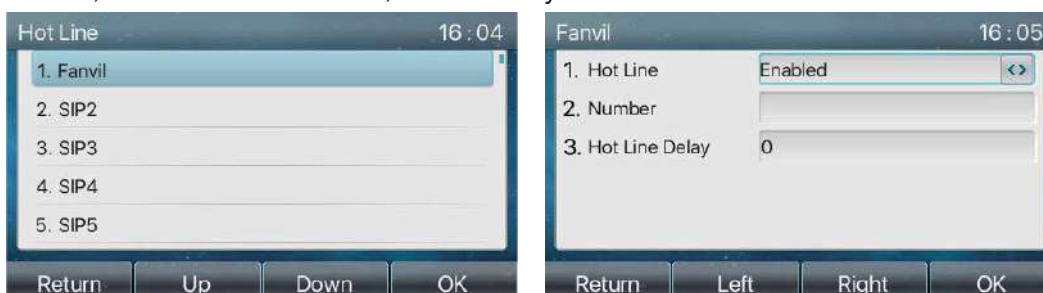 Hot Line 16:04
1. Fanvil
2. SIP2
3. SIP3
4. SIP4
5. SIP5
Return Up Down OK
Fanvil 16:05
1. Hot Line Enabled <>
2. Number
3. Hot Line Delay 0
Return Left Right OK